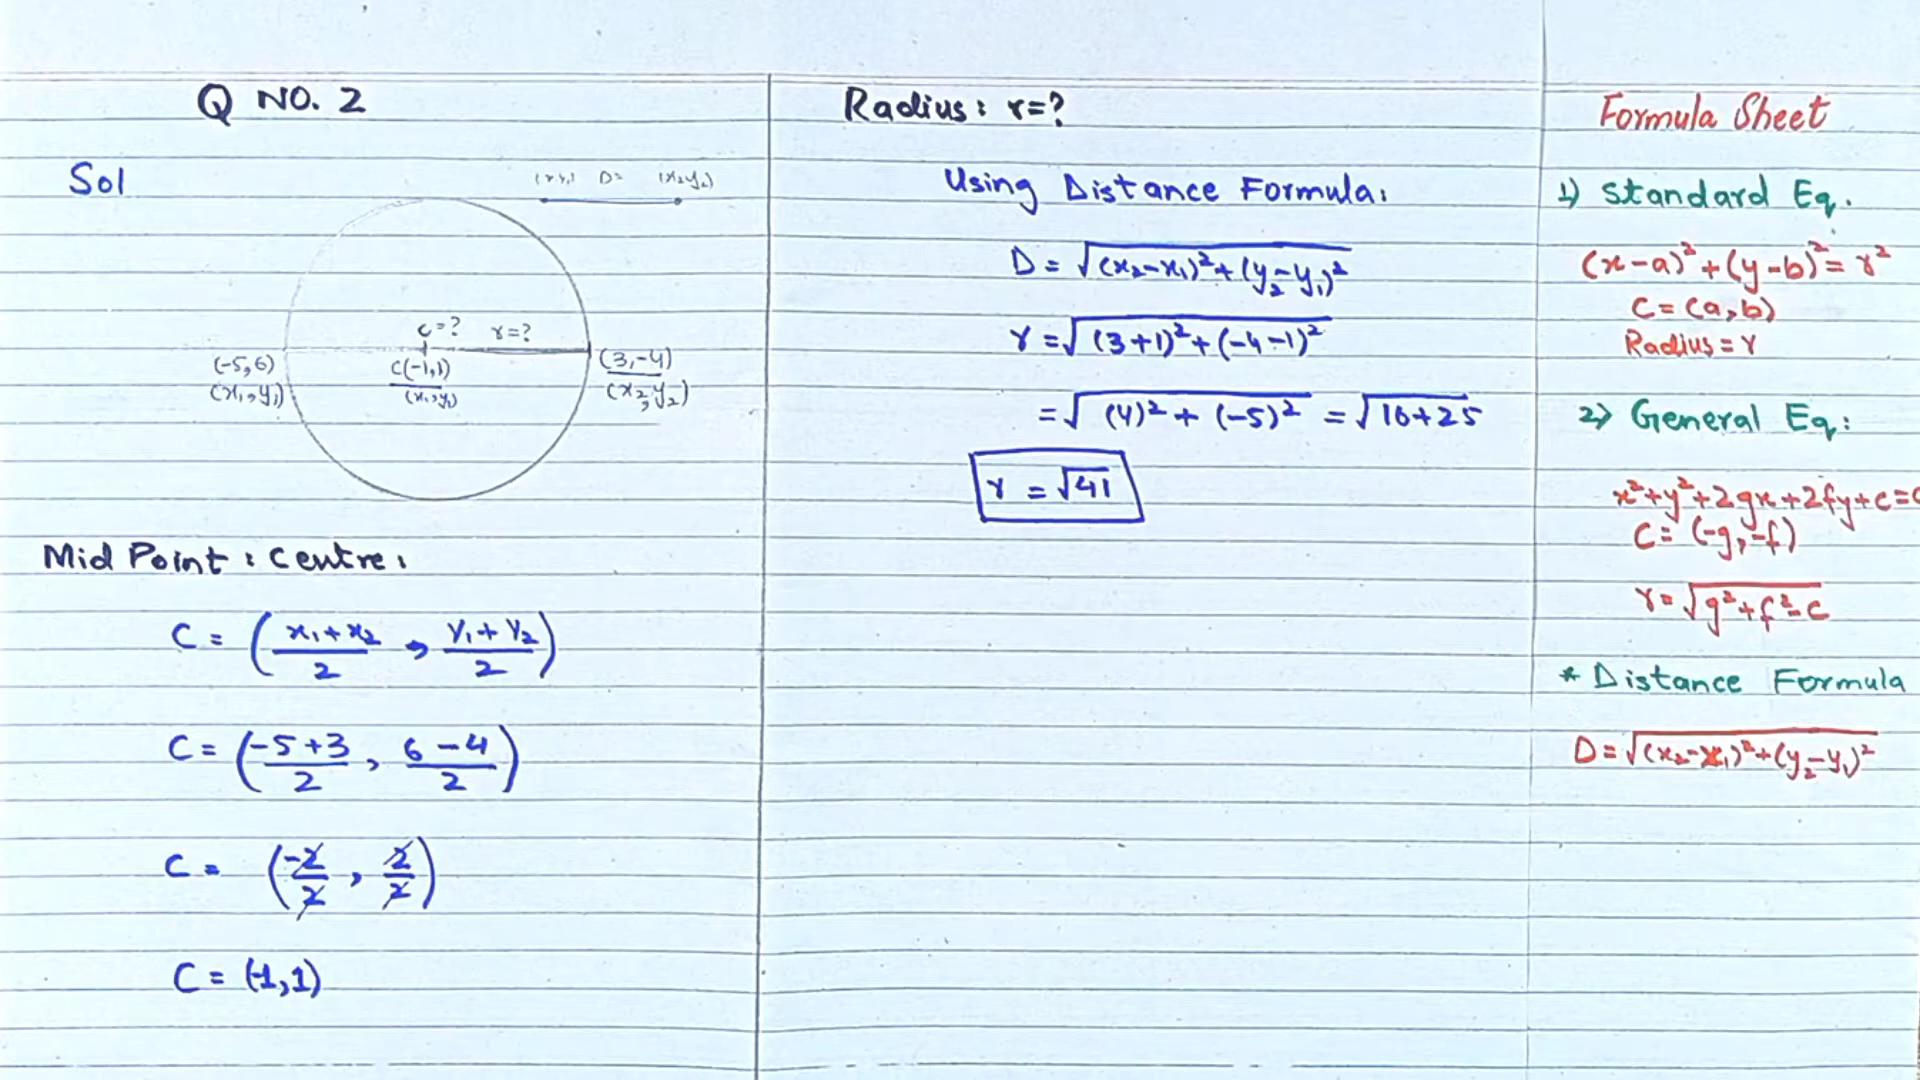 Q NO. 2
Sol
D= (x₂y₂)
c=? r=?
(-5,6) C(-1,1) (3,-4)
(x₁,y₁) (x₁,y₁) (x₂,y₂)
Mid Point : Centre :
C = (x₁+x₂/2 , y₁+y₂/2)
C = (-5+3/2 , 6-4/2)
C = (-2/2 , 2/2)
C = (-1,1)
Radius : r=?
Using Distance Formula:
D = √(x₂-x₁)²+(y₂-y₁)²
r = √(3+1)²+(-4-1)²
= √(4)²+(-5)² = √16+25
r = √41
Formula Sheet
1) Standard Eq.
(x-a)²+(y-b)²=r²
C=(a,b)
Radius=r
2) General Eq:
x²+y²+2gx+2fy+c=0
C= (-g,-f)
r=√g²+f²-c
* Distance Formula
D=√(x₂-x₁)²+(y₂-y₁)²